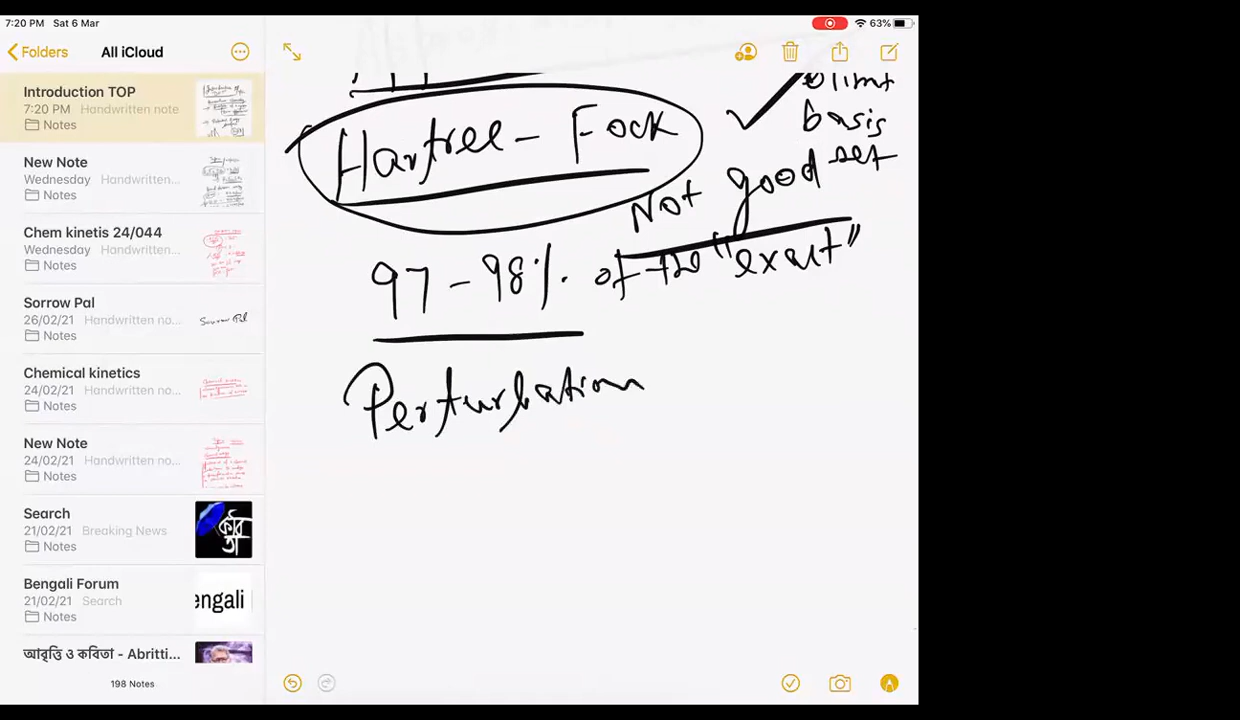 7:20 PM Sat 6 Mar
63%
Folders
All iCloud
Introduction TOP
7:20 PM Handwritten note
Notes
New Note
Wednesday Handwritten...
Notes
Chem kinetis 24/044
Wednesday Handwritten...
Notes
Sorrow Pal
26/02/21 Handwritten no...
Notes
Chemical kinetics
24/02/21 Handwritten no...
Notes
New Note
24/02/21 Handwritten no...
Notes
Search
21/02/21 Breaking News
Notes
কবি
তা
Bengali Forum
21/02/21 Search
Notes
engali
আবৃত্তি ও কবিতা - Abritti...
198 Notes
basis
set
Hartree - Fock
Not good
97 - 98% of the "exact"
Perturbation